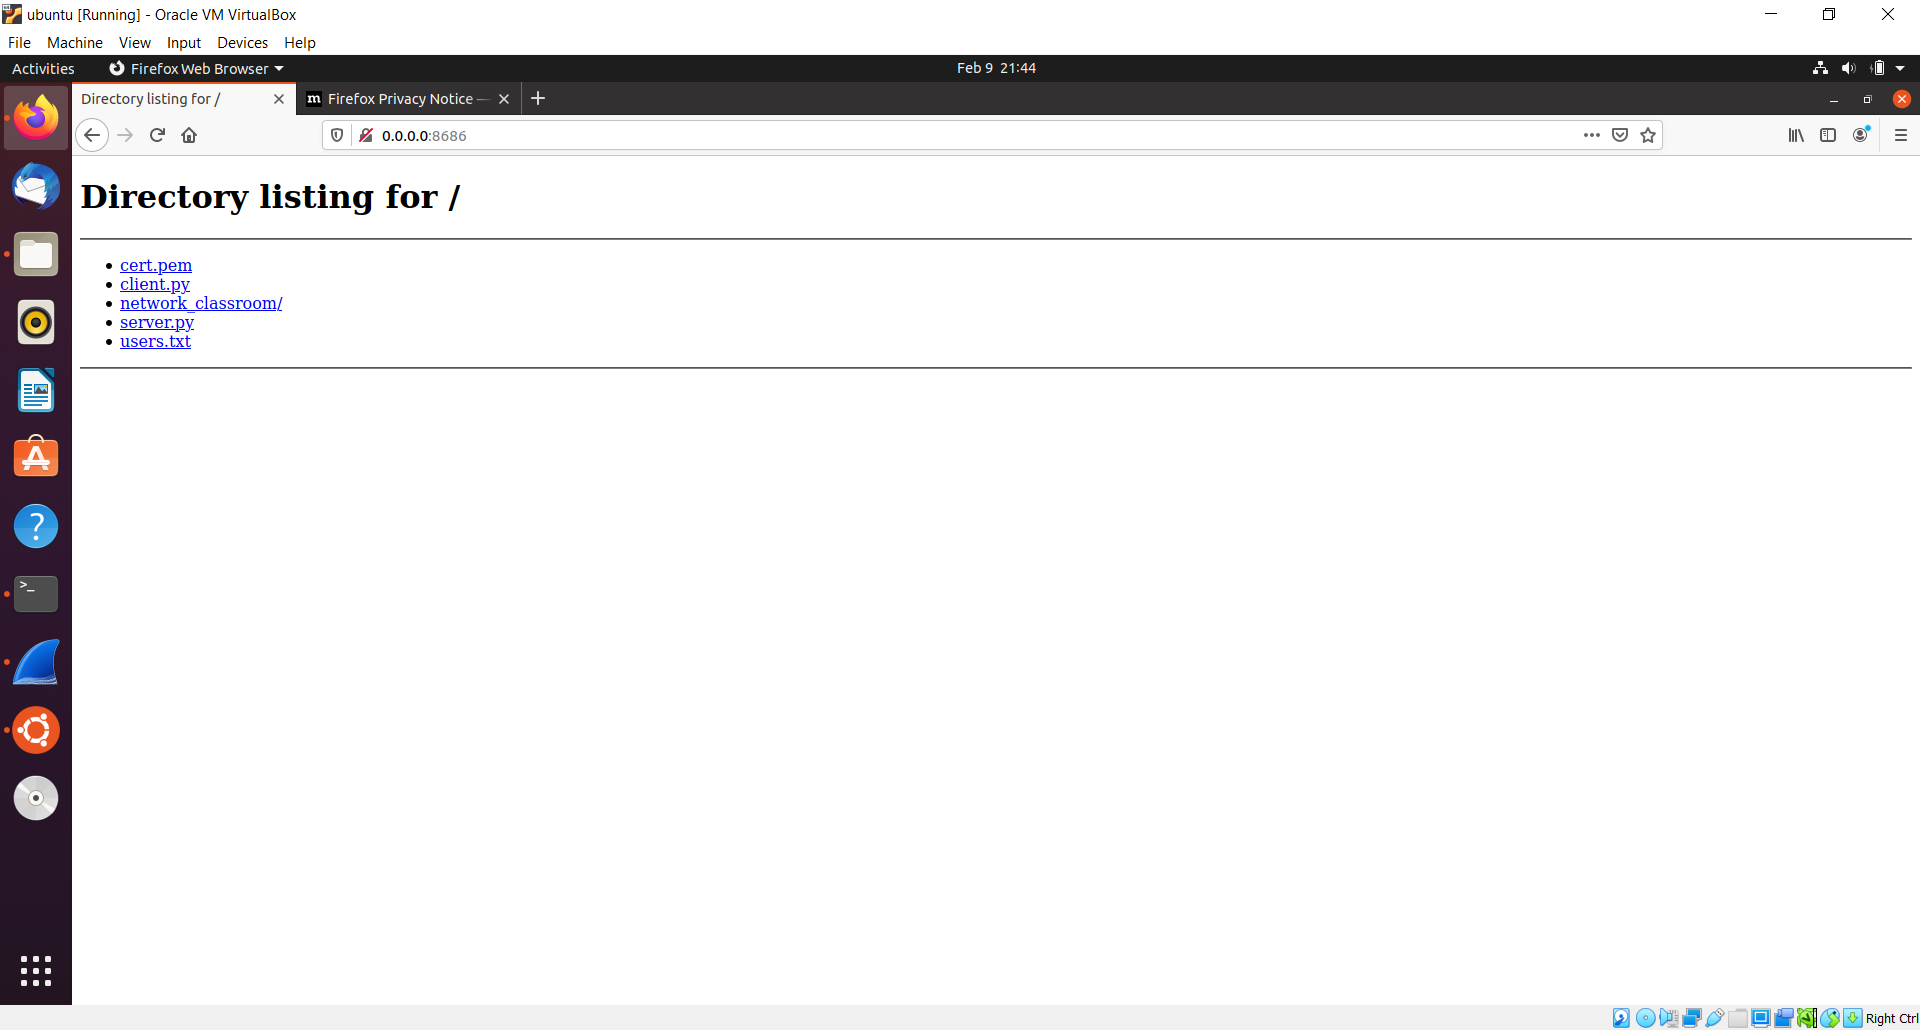 ubuntu [Running] - Oracle VM VirtualBox
File Machine View Input Devices Help
Activities Firefox Web Browser Feb 9 21:44
Directory listing for / Firefox Privacy Notice —
0.0.0.0:8686
Directory listing for /
cert.pem
client.py
network_classroom/
server.py
users.txt
Right Ctrl